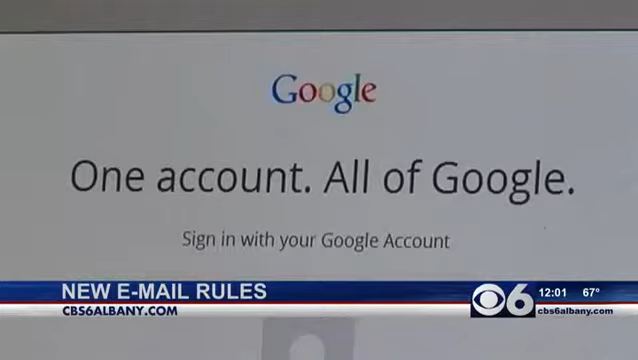 Google
One account. All of Google.
Sign in with your Google Account
NEW E-MAIL RULES
CBS6ALBANY.COM
6
12:01 67°
cbs6albany.com